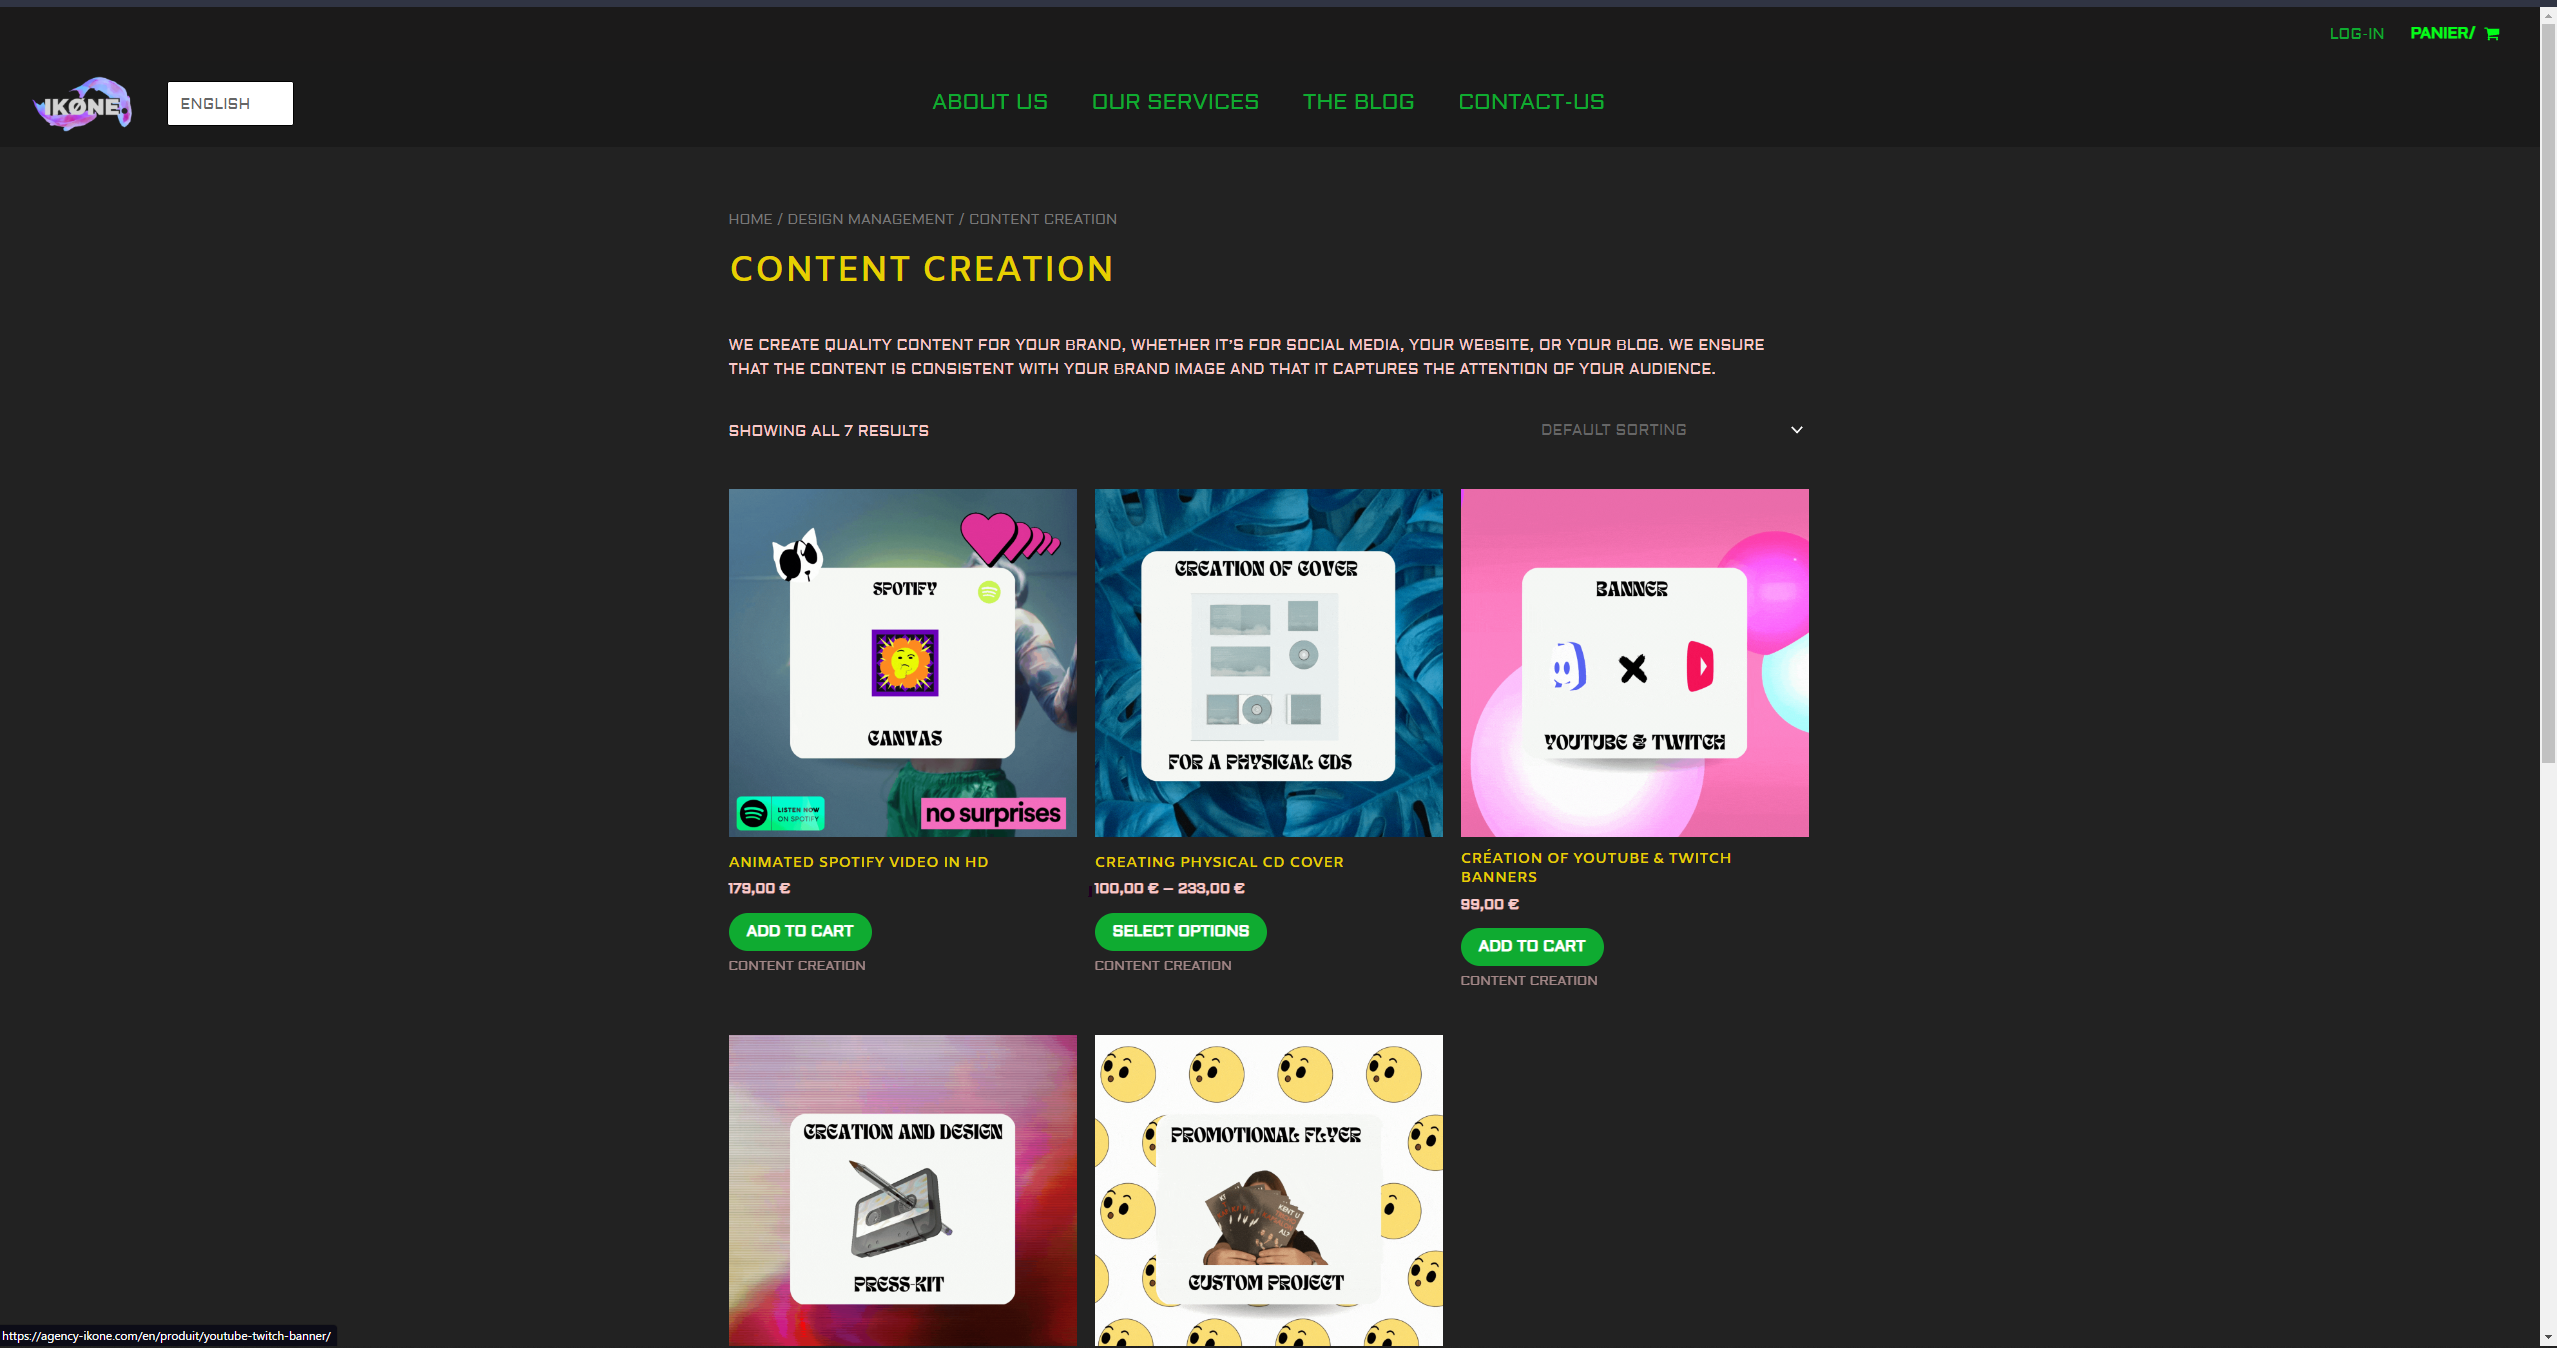 LOG-IN
PANIER/
IKØNE.
ENGLISH
ABOUT US
OUR SERVICES
THE BLOG
CONTACT-US
HOME / DESIGN MANAGEMENT / CONTENT CREATION
CONTENT CREATION
WE CREATE QUALITY CONTENT FOR YOUR BRAND, WHETHER IT'S FOR SOCIAL MEDIA, YOUR WEBSITE, OR YOUR BLOG. WE ENSURE
THAT THE CONTENT IS CONSISTENT WITH YOUR BRAND IMAGE AND THAT IT CAPTURES THE ATTENTION OF YOUR AUDIENCE.
SHOWING ALL 7 RESULTS
DEFAULT SORTING
SPOTIFY
CANVAS
LISTEN NOW
ON SPOTIFY
no surprises
ANIMATED SPOTIFY VIDEO IN HD
179,00 €
ADD TO CART
CONTENT CREATION
CREATION OF COVER
FOR A PHYSICAL CDS
CREATING PHYSICAL CD COVER
100,00 € – 233,00 €
SELECT OPTIONS
CONTENT CREATION
BANNER
YOUTUBE & TWITCH
CRÉATION OF YOUTUBE & TWITCH
BANNERS
99,00 €
ADD TO CART
CONTENT CREATION
CREATION AND DESIGN
PRESS-KIT
PROMOTIONAL FLYER
KENT U
CUSTOM PROJECT
https://agency-ikone.com/en/produit/youtube-twitch-banner/